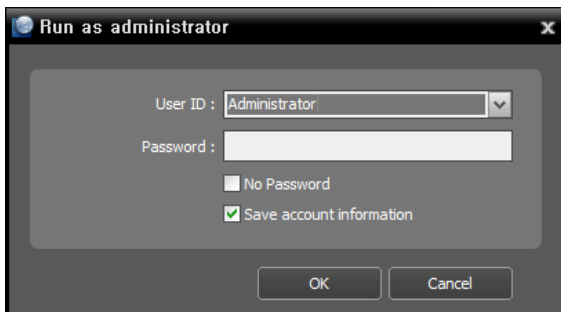 Run as administrator
User ID : Administrator
Password :
No Password
Save account information
OK Cancel